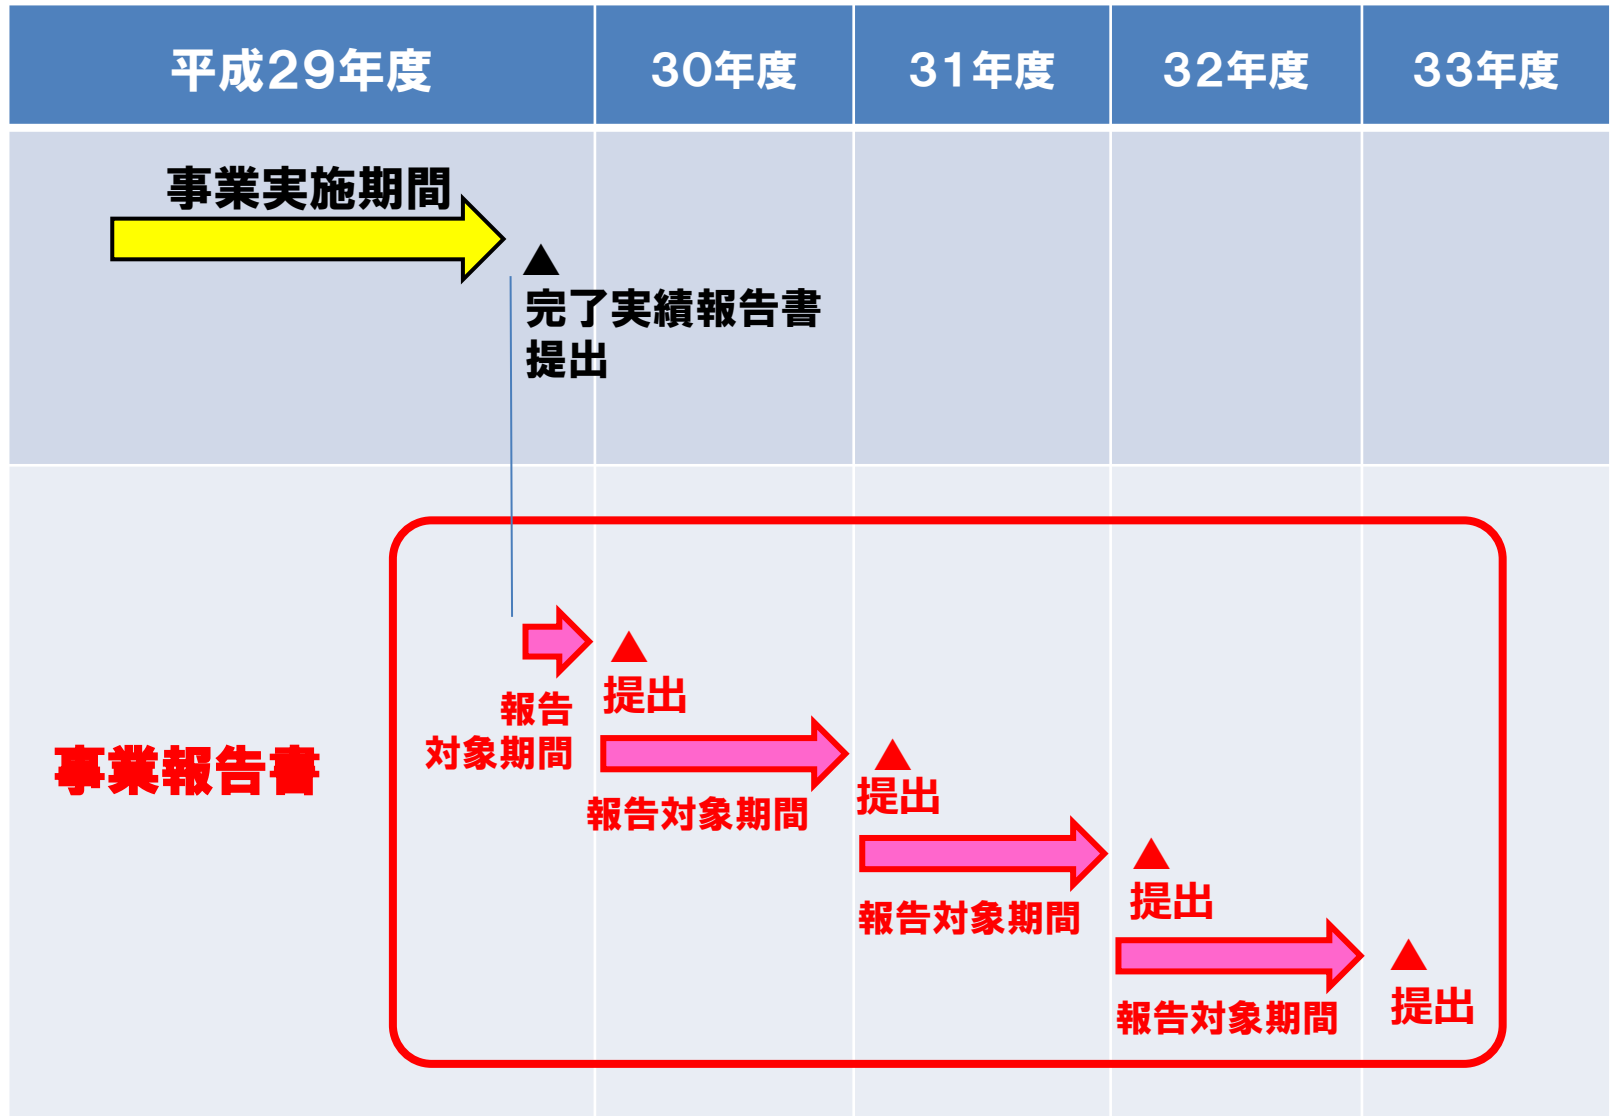 平成29年度
30年度
31年度
32年度
33年度
事業実施期間
▲
完了実績報告書
提出
事業報告書
報告
対象期間
▲
提出
報告対象期間
▲
提出
報告対象期間
▲
提出
報告対象期間
▲
提出